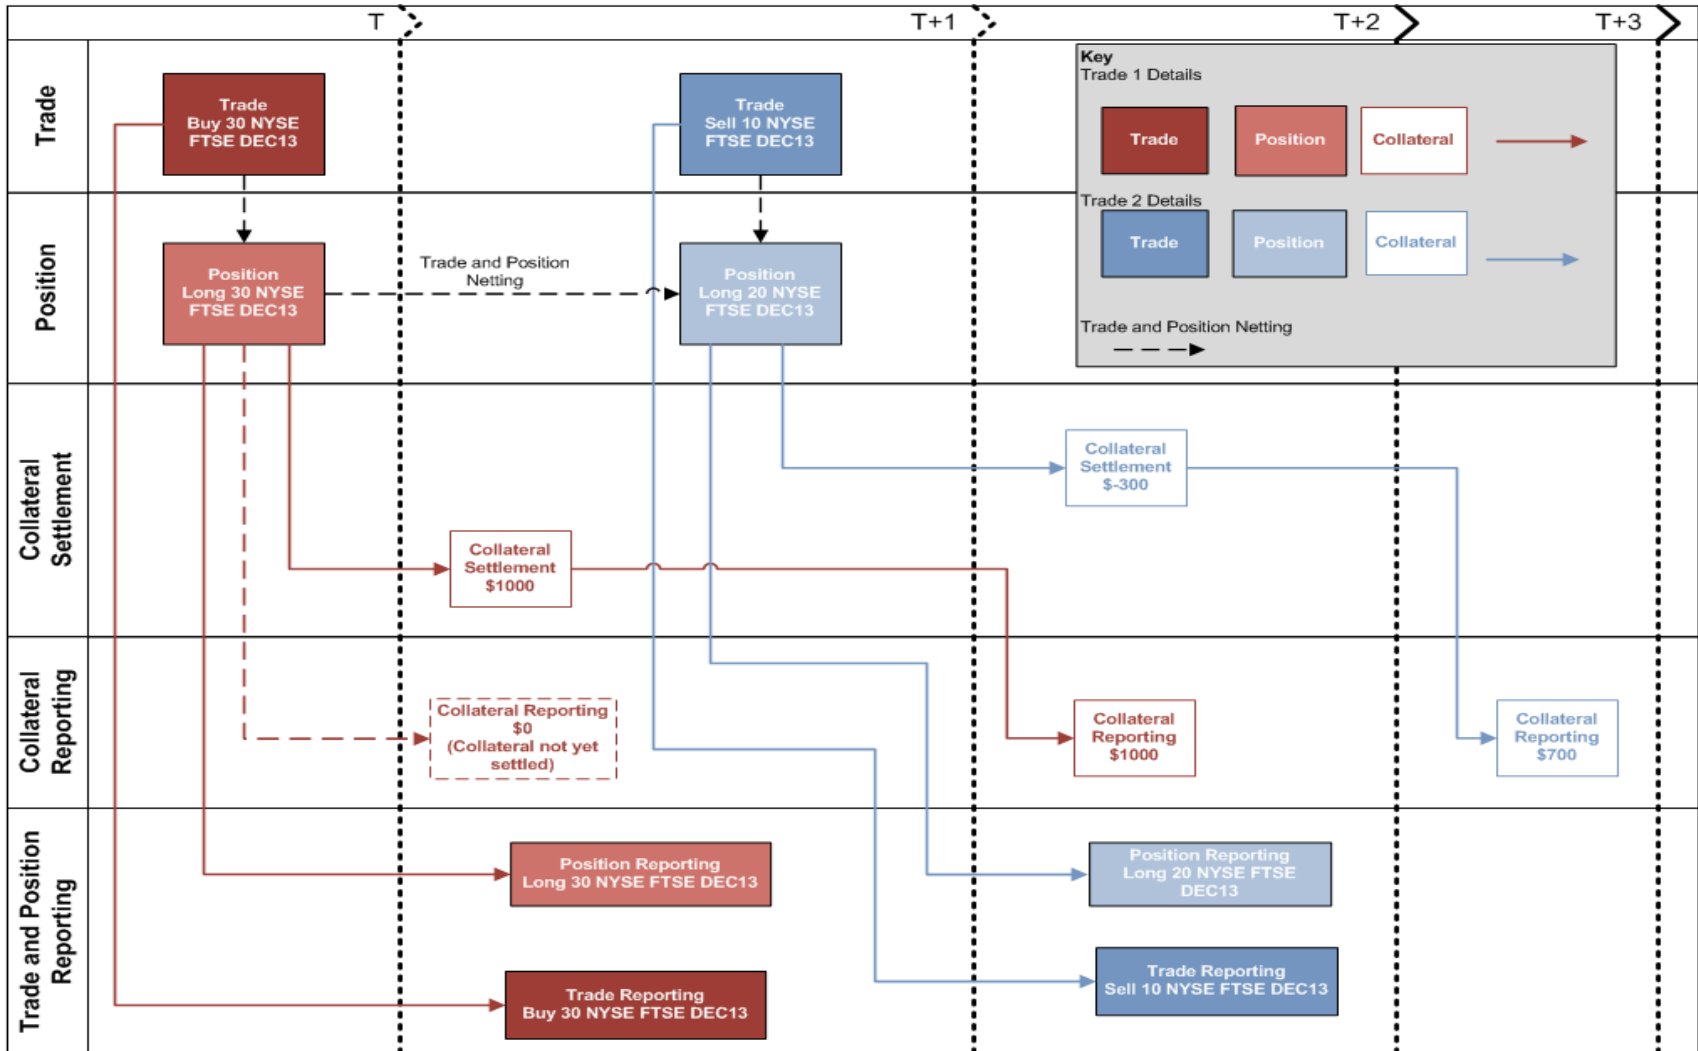 T
T+1
T+2
T+3
Trade
Trade
Buy 30 NYSE
FTSE DEC13
Trade
Sell 10 NYSE
FTSE DEC13
Key
Trade 1 Details
Trade
Position
Collateral
Trade 2 Details
Trade
Position
Collateral
Trade and Position Netting
Position
Position
Long 30 NYSE
FTSE DEC13
Trade and Position
Netting
Position
Long 20 NYSE
FTSE DEC13
Collateral
Settlement
Collateral
Settlement
$-300
Collateral
Settlement
$1000
Collateral
Reporting
Collateral Reporting
$0
(Collateral not yet
settled)
Collateral
Reporting
$1000
Collateral
Reporting
$700
Trade and Position
Reporting
Position Reporting
Long 30 NYSE FTSE DEC13
Position Reporting
Long 20 NYSE FTSE
DEC13
Trade Reporting
Buy 30 NYSE FTSE DEC13
Trade Reporting
Sell 10 NYSE FTSE DEC13